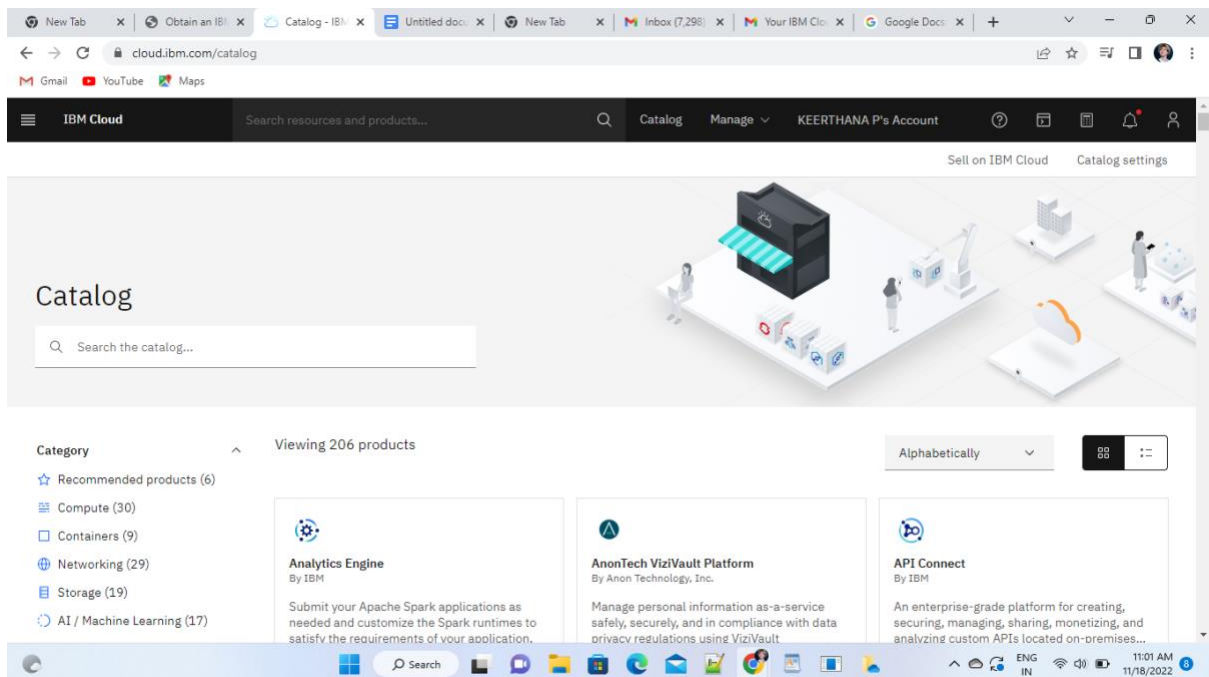 New Tab
Obtain an IBM
Catalog - IBM
Untitled docu
New Tab
Inbox (7,298)
Your IBM Clo
Google Docs
cloud.ibm.com/catalog
Gmail YouTube Maps
IBM Cloud Search resources and products... Catalog Manage KEERTHANA P's Account
Sell on IBM Cloud Catalog settings
Catalog
Search the catalog...
Category
Recommended products (6)
Compute (30)
Containers (9)
Networking (29)
Storage (19)
AI / Machine Learning (17)
Viewing 206 products
Alphabetically
Analytics Engine
By IBM
Submit your Apache Spark applications as
needed and customize the Spark runtimes to
satisfy the requirements of your application.
AnonTech ViziVault Platform
By Anon Technology, Inc.
Manage personal information as-a-service
safely, securely, and in compliance with data
privacy regulations using ViziVault
API Connect
By IBM
An enterprise-grade platform for creating,
securing, managing, sharing, monetizing, and
analyzing custom APIs located on-premises...
Search
ENG
IN
11:01 AM
11/18/2022
8